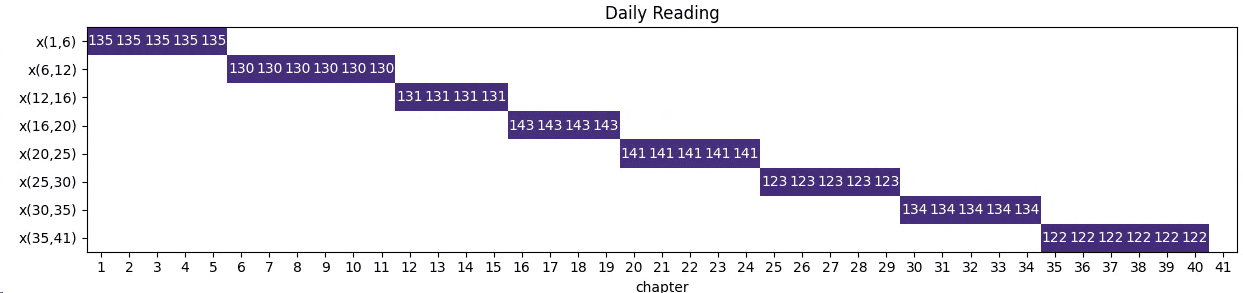 Daily Reading
x(1,6) 135 135 135 135 135
x(6,12) 130 130 130 130 130 130
x(12,16) 131 131 131 131
x(16,20) 143 143 143 143
x(20,25) 141 141 141 141 141
x(25,30) 123 123 123 123 123
x(30,35) 134 134 134 134 134
x(35,41) 122 122 122 122 122 122
1 2 3 4 5 6 7 8 9 10 11 12 13 14 15 16 17 18 19 20 21 22 23 24 25 26 27 28 29 30 31 32 33 34 35 36 37 38 39 40 41
chapter